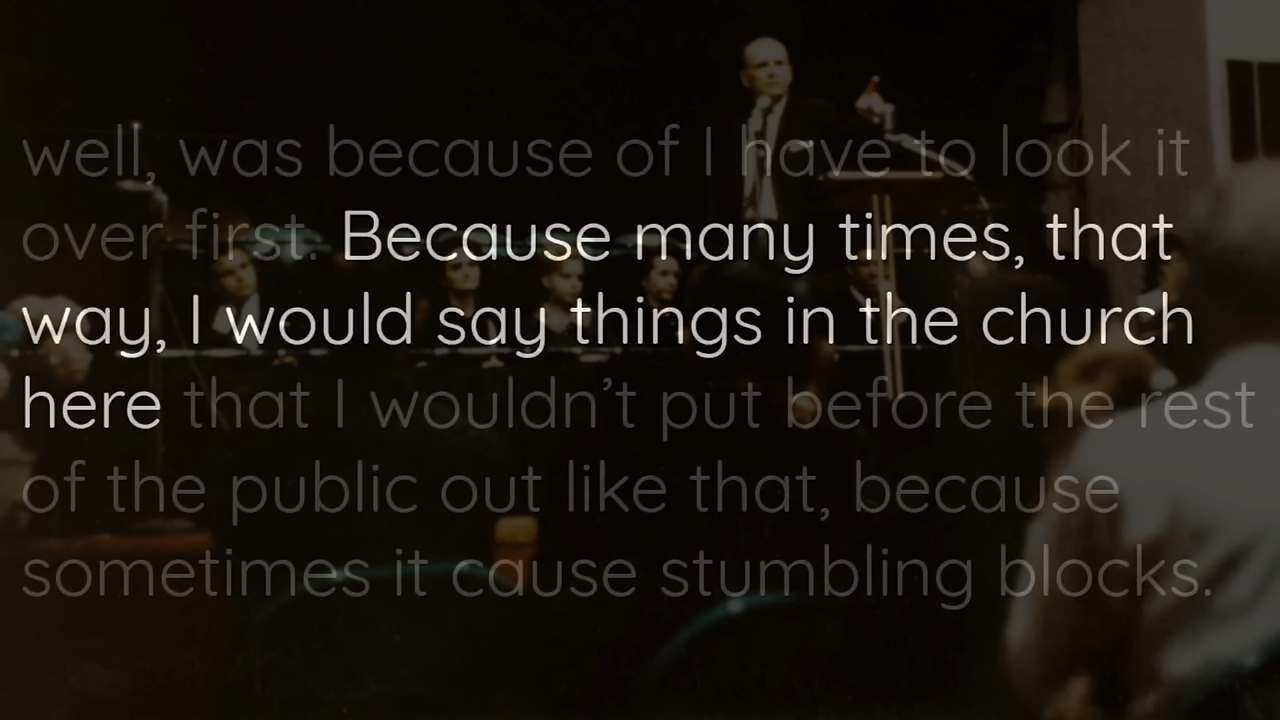 well, was because of I have to look it
over first. Because many times, that
way, I would say things in the church
here that I wouldn’t put before the rest
of the public out like that, because
sometimes it cause stumbling blocks.